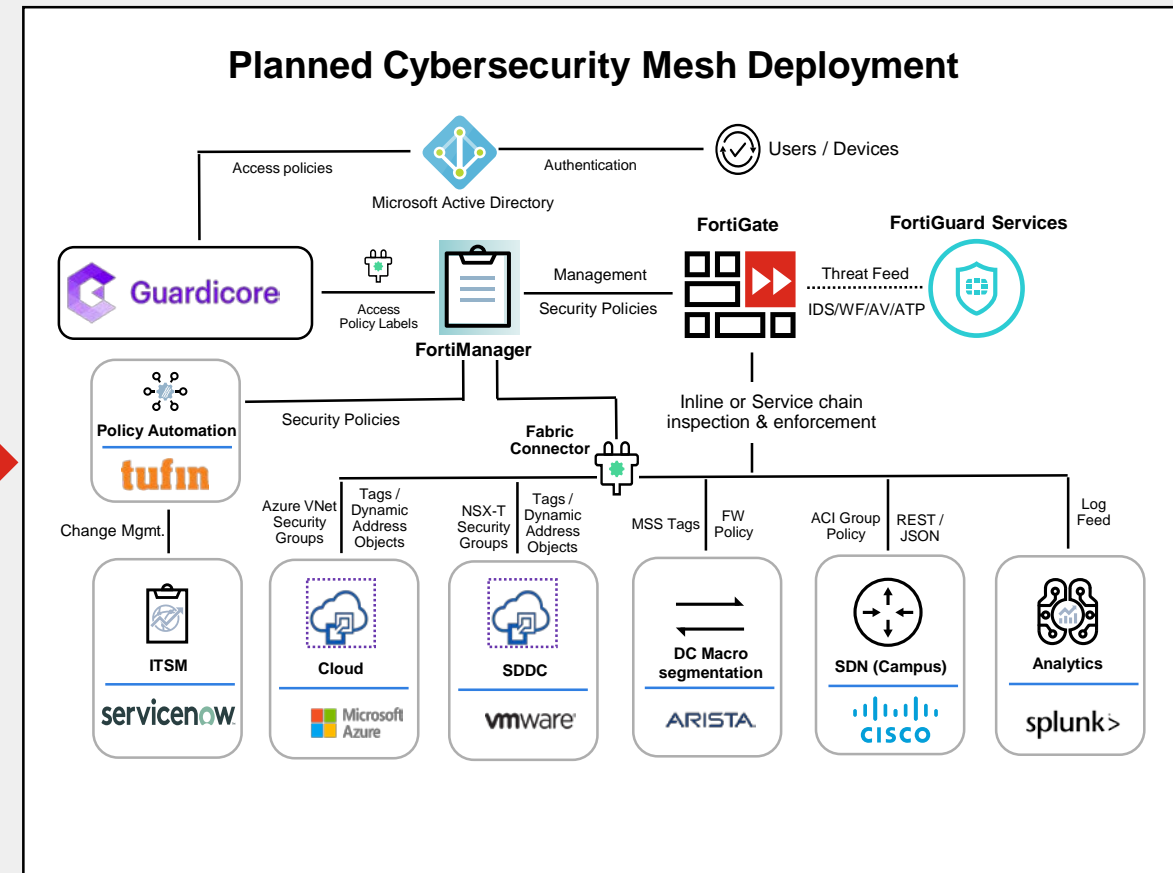 Planned Cybersecurity Mesh Deployment
Access policies
Authentication
Users / Devices
Microsoft Active Directory
FortiGate
FortiGuard Services
Guardicore
Access
Policy Labels
FortiManager
Management
Security Policies
Threat Feed
IDS/WF/AV/ATP
Policy Automation
tufin
Security Policies
Fabric
Connector
Inline or Service chain
inspection & enforcement
Change Mgmt.
Azure VNet
Security
Groups
Tags /
Dynamic
Address
Objects
NSX-T
Security
Groups
Tags /
Dynamic
Address
Objects
MSS Tags
FW
Policy
ACI Group
Policy
REST /
JSON
Log
Feed
ITSM
servicenow
Cloud
Microsoft
Azure
SDDC
vmware
DC Macro
segmentation
ARISTA
SDN (Campus)
CISCO
Analytics
splunk>